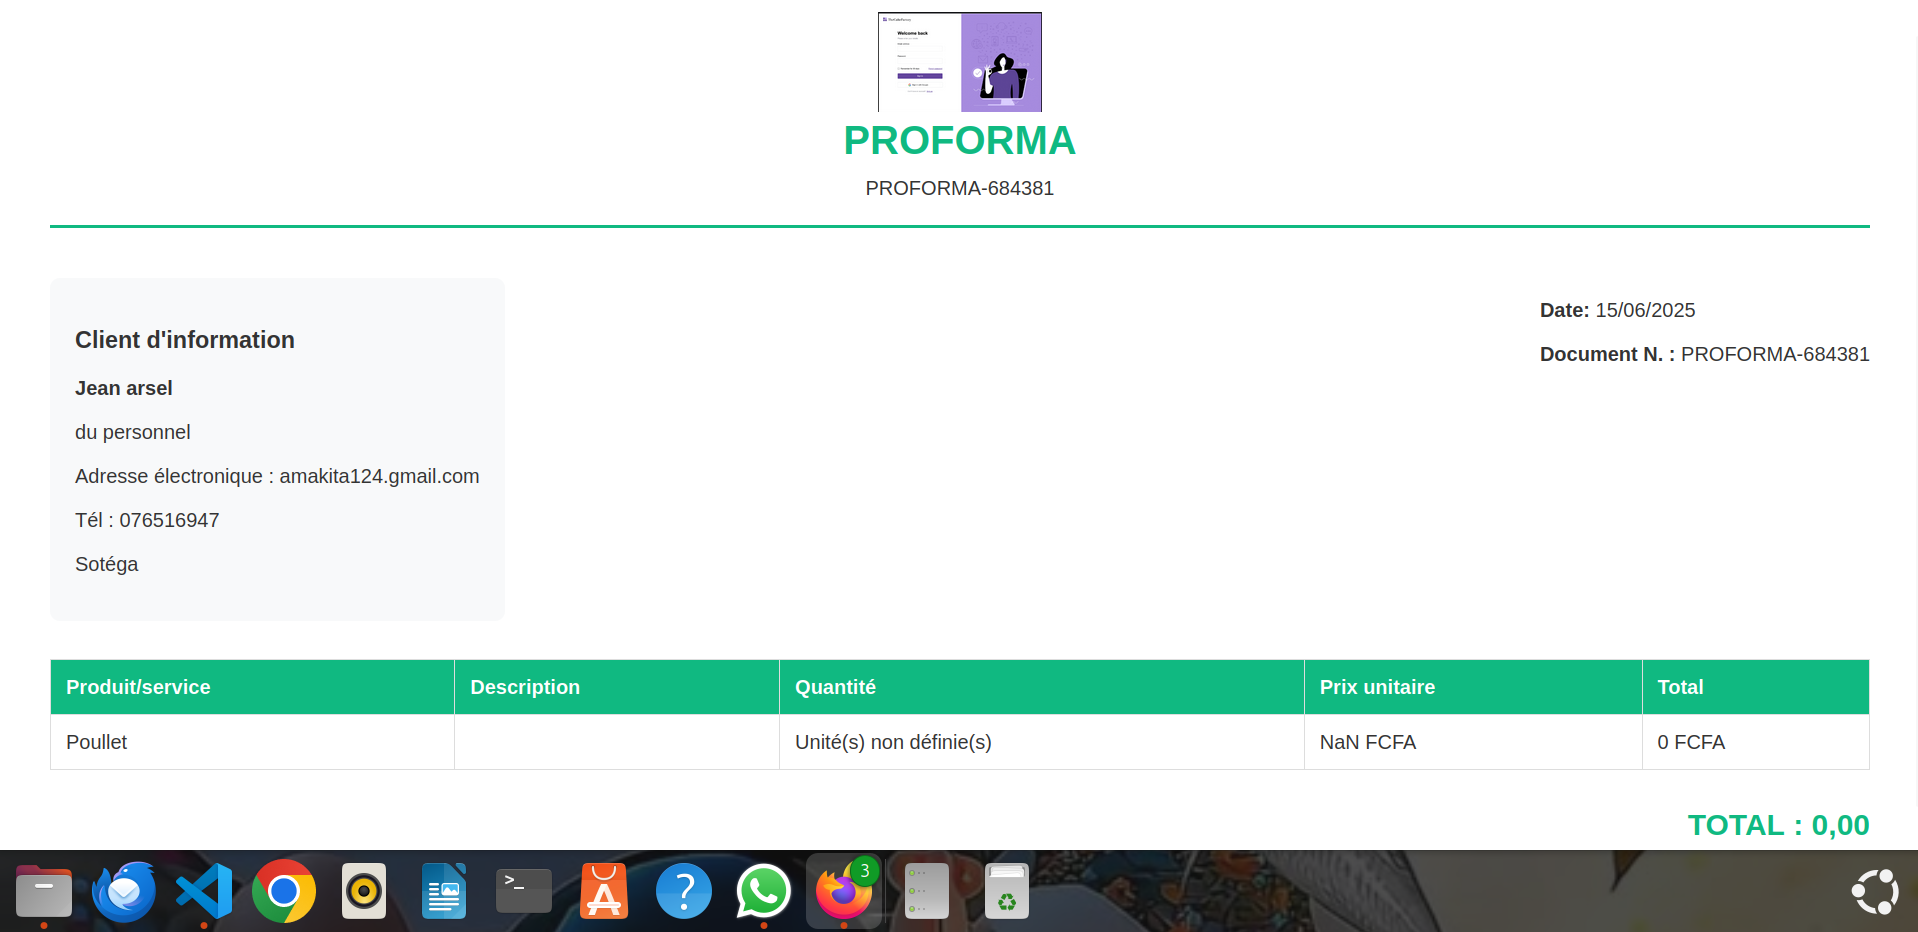 Welcome back
PROFORMA
PROFORMA-684381
Client d'information
Jean arsel
du personnel
Adresse électronique : amakita124.gmail.com
Tél : 076516947
Sotéga
Date: 15/06/2025
Document N. : PROFORMA-684381
Produit/service Description Quantité Prix unitaire Total
Poullet Unité(s) non définie(s) NaN FCFA 0 FCFA
TOTAL : 0,00
3